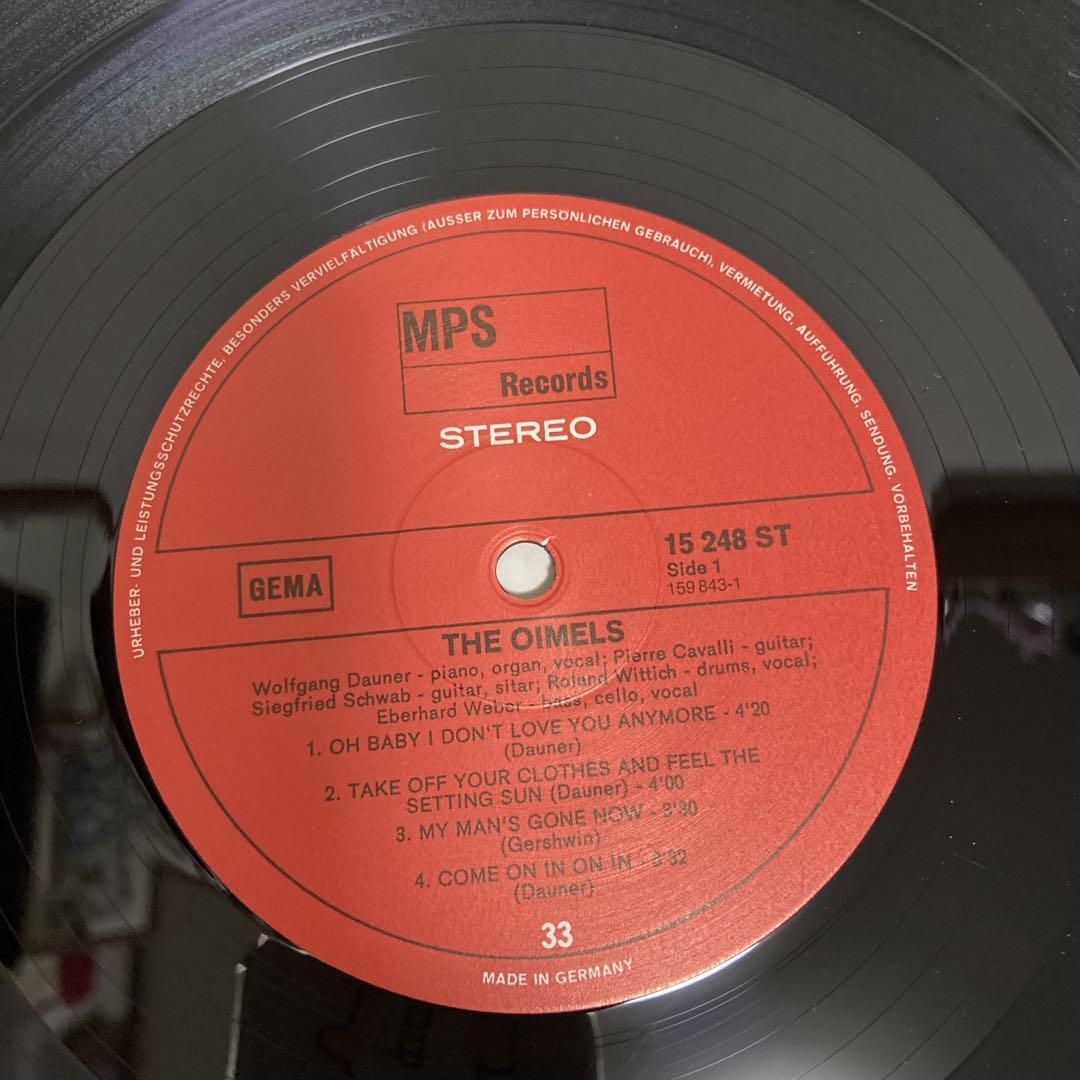 URHEBER- UND LEISTUNGSSCHUTZRECHTE, BESONDERS VERVIELFÄLTIGUNG (AUSSER ZUM PERSÖNLICHEN GEBRAUCH), VERMIETUNG, AUFFÜHRUNG, SENDUNG, VORBEHALTEN
MPS
Records
STEREO
GEMA
15 248 ST
Side 1
159 843-1
THE OIMELS
Wolfgang Dauner - piano, organ, vocal; Pierre Cavalli - guitar;
Siegfried Schwab - guitar, sitar; Roland Wittich - drums, vocal;
Eberhard Weber - bass, cello, vocal
1. OH BABY I DON'T LOVE YOU ANYMORE - 4'20
(Dauner)
2. TAKE OFF YOUR CLOTHES AND FEEL THE
SETTING SUN (Dauner) - 4'00
3. MY MAN'S GONE NOW - 3'30
(Gershwin)
4. COME ON IN ON IN - 3'32
(Dauner)
33
MADE IN GERMANY